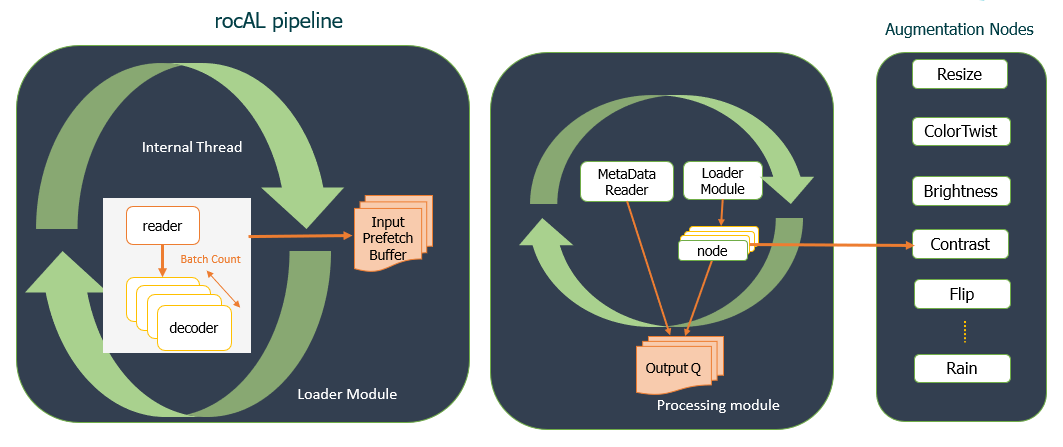 rocAL pipeline
Internal Thread
reader
Batch Count
decoder
Input
Prefetch
Buffer
Loader Module
MetaData
Reader
Loader
Module
node
Output Q
Processing module
Augmentation Nodes
Resize
ColorTwist
Brightness
Contrast
Flip
Rain